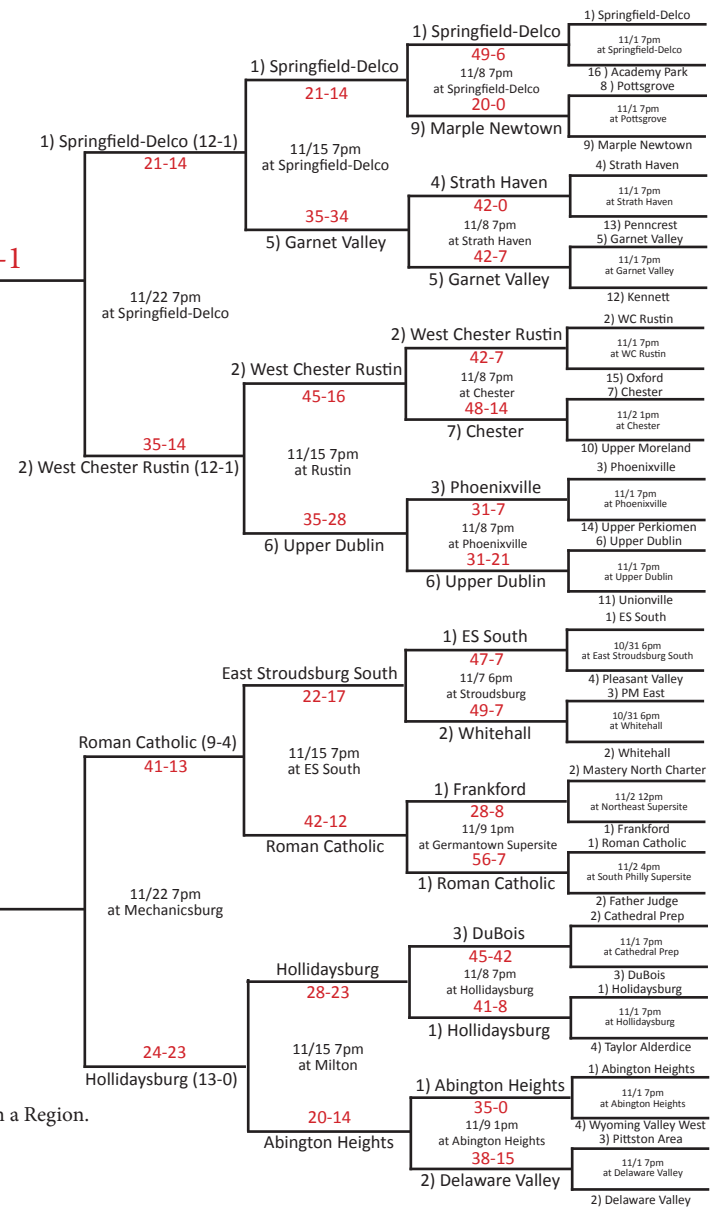 1) Springfield-Delco
11/1 7pm
at Springfield-Delco
16 ) Academy Park
8 ) Pottsgrove
11/1 7pm
at Pottsgrove
9) Marple Newtown
4) Strath Haven
11/1 7pm
at Strath Haven
13) Penncrest
5) Garnet Valley
11/1 7pm
at Garnet Valley
12) Kennett
2) WC Rustin
11/1 7pm
at WC Rustin
15) Oxford
7) Chester
11/2 1pm
at Chester
10) Upper Moreland
3) Phoenixville
11/1 7pm
at Phoenixville
14) Upper Perkiomen
6) Upper Dublin
11/1 7pm
at Upper Dublin
11) Unionville
1) ES South
10/31 6pm
at East Stroudsburg South
4) Pleasant Valley
3) PM East
10/31 6pm
at Whitehall
2) Whitehall
2) Mastery North Charter
11/2 12pm
at Northeast Supersite
1) Frankford
1) Roman Catholic
11/2 4pm
at South Philly Supersite
2) Father Judge
2) Cathedral Prep
11/1 7pm
at Cathedral Prep
3) DuBois
1) Holidaysburg
11/1 7pm
at Hollidaysburg
4) Taylor Alderdice
1) Abington Heights
11/1 7pm
at Abington Heights
4) Wyoming Valley West
3) Pittston Area
11/1 7pm
at Delaware Valley
2) Delaware Valley
1) Springfield-Delco
49-6
11/8 7pm
at Springfield-Delco
20-0
9) Marple Newtown
4) Strath Haven
42-0
11/8 7pm
at Strath Haven
42-7
5) Garnet Valley
2) West Chester Rustin
42-7
11/8 7pm
at Chester
48-14
7) Chester
3) Phoenixville
31-7
11/8 7pm
at Phoenixville
31-21
6) Upper Dublin
1) ES South
47-7
11/7 6pm
at Stroudsburg
49-7
2) Whitehall
1) Frankford
28-8
11/9 1pm
at Germantown Supersite
56-7
1) Roman Catholic
3) DuBois
45-42
11/8 7pm
at Hollidaysburg
41-8
1) Hollidaysburg
1) Abington Heights
35-0
11/9 1pm
at Abington Heights
38-15
2) Delaware Valley
1) Springfield-Delco
21-14
11/15 7pm
at Springfield-Delco
35-34
5) Garnet Valley
2) West Chester Rustin
45-16
11/15 7pm
at Rustin
35-28
6) Upper Dublin
East Stroudsburg South
22-17
11/15 7pm
at ES South
42-12
Roman Catholic
Hollidaysburg
28-23
11/15 7pm
at Milton
20-14
Abington Heights
1) Springfield-Delco (12-1)
21-14
11/22 7pm
at Springfield-Delco
35-14
2) West Chester Rustin (12-1)
Roman Catholic (9-4)
41-13
11/22 7pm
at Mechanicsburg
24-23
Hollidaysburg (13-0)
-1
n a Region.